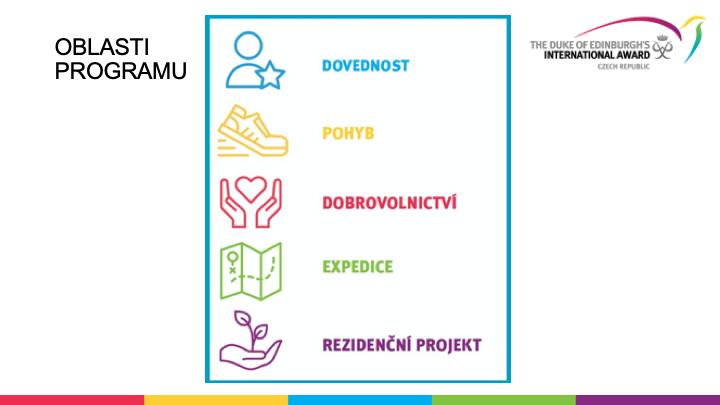 OBLASTI
PROGRAMU
DOVEDNOST
POHYB
DOBROVOLNICTVÍ
EXPEDICE
REZIDENČNÍ PROJEKT
THE DUKE OF EDINBURGH'S
INTERNATIONAL AWARD
CZECH REPUBLIC